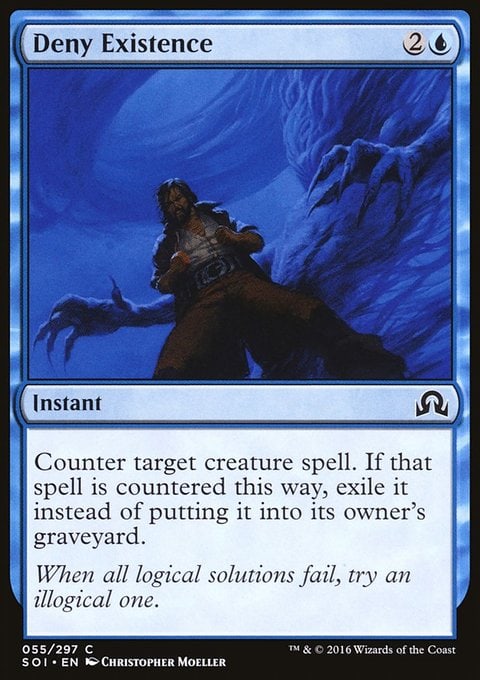 Deny Existence 2
Instant
Counter target creature spell. If that
spell is countered this way, exile it
instead of putting it into its owner's
graveyard.
When all logical solutions fail, try an
illogical one.
055/297 C
SOI • EN Christopher Moeller
™ & © 2016 Wizards of the Coast